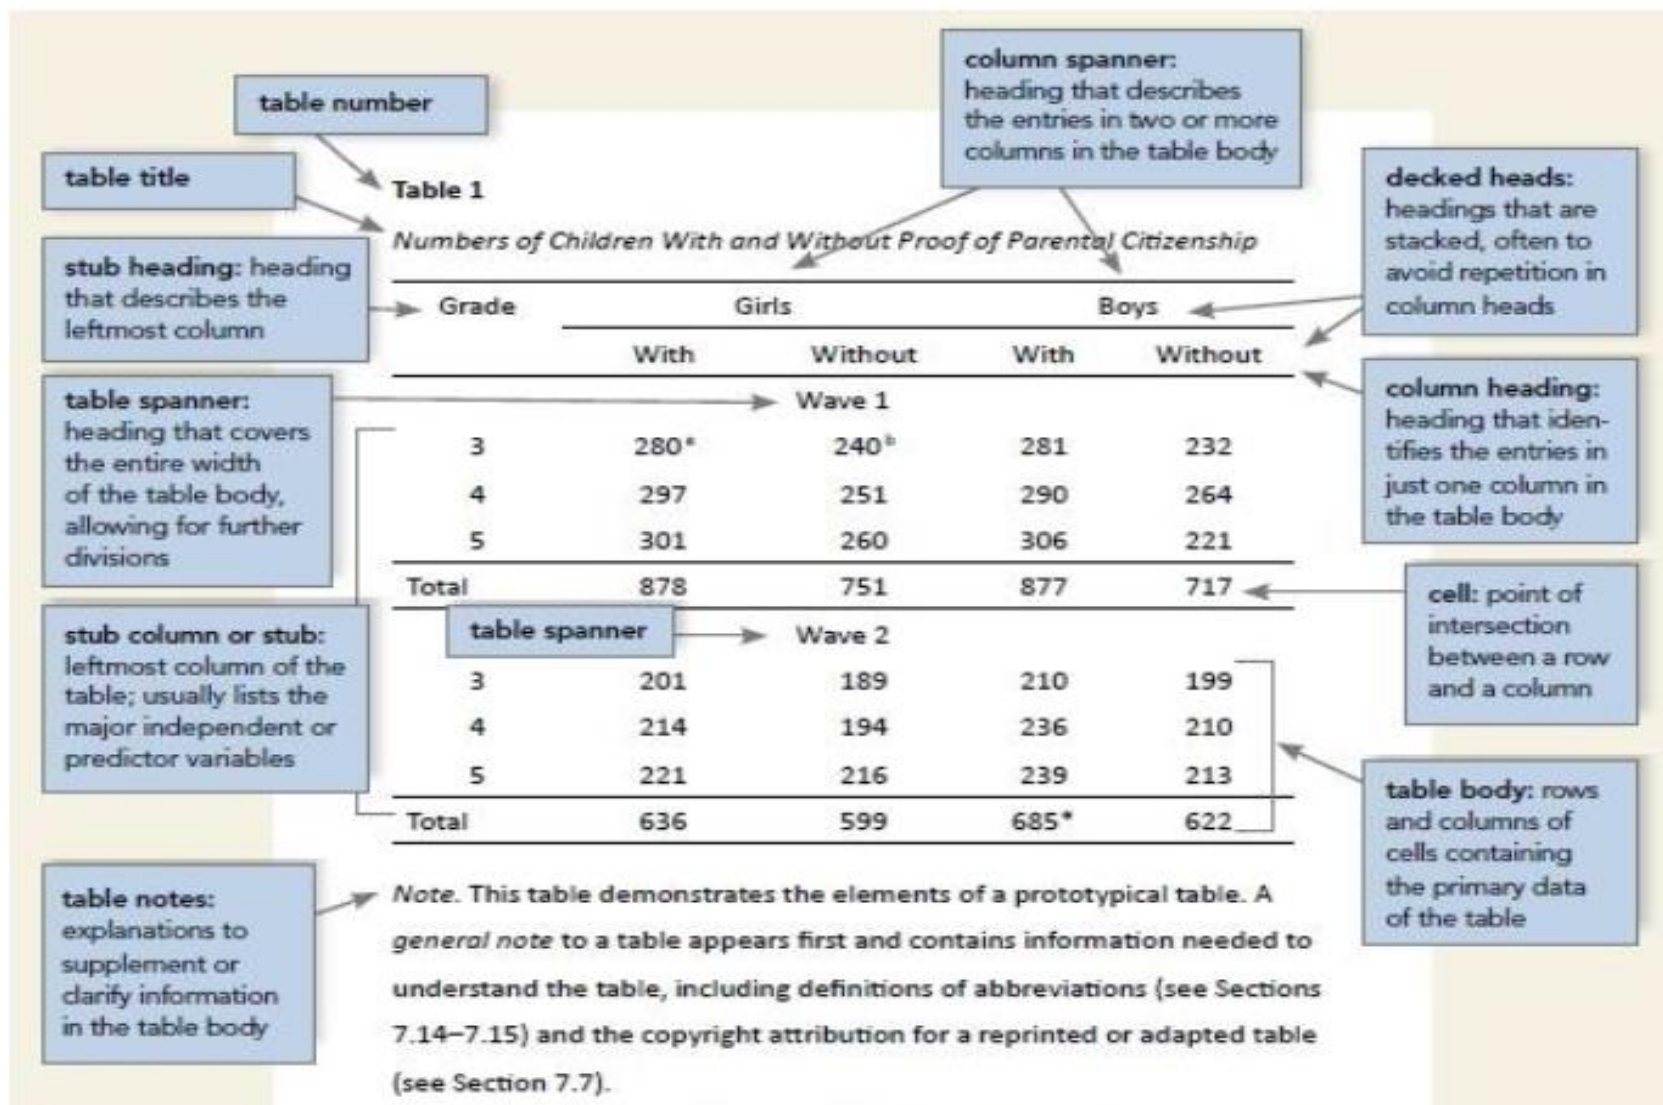 table number
column spanner:
heading that describes
the entries in two or more
columns in the table body
table title
Table 1
decked heads:
headings that are
stacked, often to
avoid repetition in
column heads
Numbers of Children With and Without Proof of Parental Citizenship
stub heading: heading
that describes the
leftmost column
Grade Girls Boys
With Without With Without
column heading:
heading that iden-
tifies the entries in
just one column in
the table body
table spanner:
heading that covers
the entire width
of the table body,
allowing for further
divisions
Wave 1
3 280ᵃ 240ᵇ 281 232
4 297 251 290 264
5 301 260 306 221
Total 878 751 877 717
cell: point of
intersection
between a row
and a column
stub column or stub:
leftmost column of the
table; usually lists the
major independent or
predictor variables
table spanner
Wave 2
3 201 189 210 199
4 214 194 236 210
5 221 216 239 213
Total 636 599 685* 622
table body: rows
and columns of
cells containing
the primary data
of the table
table notes:
explanations to
supplement or
clarify information
in the table body
Note. This table demonstrates the elements of a prototypical table. A
general note to a table appears first and contains information needed to
understand the table, including definitions of abbreviations (see Sections
7.14–7.15) and the copyright attribution for a reprinted or adapted table
(see Section 7.7).